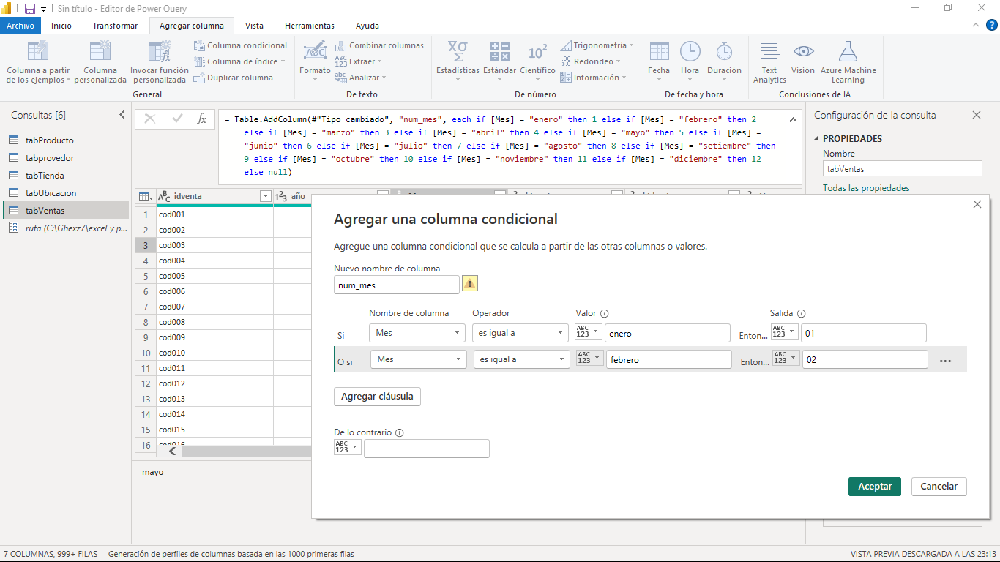 Sin título - Editor de Power Query
Archivo
Inicio
Transformar
Agregar columna
Vista
Herramientas
Ayuda
Columna a partir
de los ejemplos
Columna
personalizada
Invocar función
personalizada
Columna condicional
Columna de índice
Duplicar columna
General
Formato
Combinar columnas
Extraer
Analizar
De texto
Estadísticas
Estándar
Científico
Trigonometría
Redondeo
Información
De número
Fecha
Hora
Duración
De fecha y hora
Text
Analytics
Visión
Azure Machine
Learning
Conclusiones de IA
Consultas [6]
tabProducto
tabprovedor
tabTienda
tabUbicacion
tabVentas
ruta (C:\Ghexz7\excel y p...
= Table.AddColumn(#"Tipo cambiado", "num_mes", each if [Mes] = "enero" then 1 else if [Mes] = "febrero" then 2
else if [Mes] = "marzo" then 3 else if [Mes] = "abril" then 4 else if [Mes] = "mayo" then 5 else if [Mes] =
"junio" then 6 else if [Mes] = "julio" then 7 else if [Mes] = "agosto" then 8 else if [Mes] = "setiembre" then
9 else if [Mes] = "octubre" then 10 else if [Mes] = "noviembre" then 11 else if [Mes] = "diciembre" then 12
else null)
Configuración de la consulta
PROPIEDADES
Nombre
tabVentas
Todas las propiedades
ABC idventa
123 año
1 cod001
2 cod002
3 cod003
4 cod004
5 cod005
6 cod006
7 cod007
8 cod008
9 cod009
10 cod010
11 cod011
12 cod012
13 cod013
14 cod014
15 cod015
16 cod016
mayo
Agregar una columna condicional
Agregue una columna condicional que se calcula a partir de las otras columnas o valores.
Nuevo nombre de columna
num_mes
Nombre de columna
Operador
Valor
Salida
Si Mes es igual a ABC 123 enero Enton... ABC 123 01
O si Mes es igual a ABC 123 febrero Enton... ABC 123 02 ...
Agregar cláusula
De lo contrario
ABC 123
Aceptar
Cancelar
7 COLUMNAS, 999+ FILAS
Generación de perfiles de columnas basada en las 1000 primeras filas
VISTA PREVIA DESCARGADA A LAS 23:13